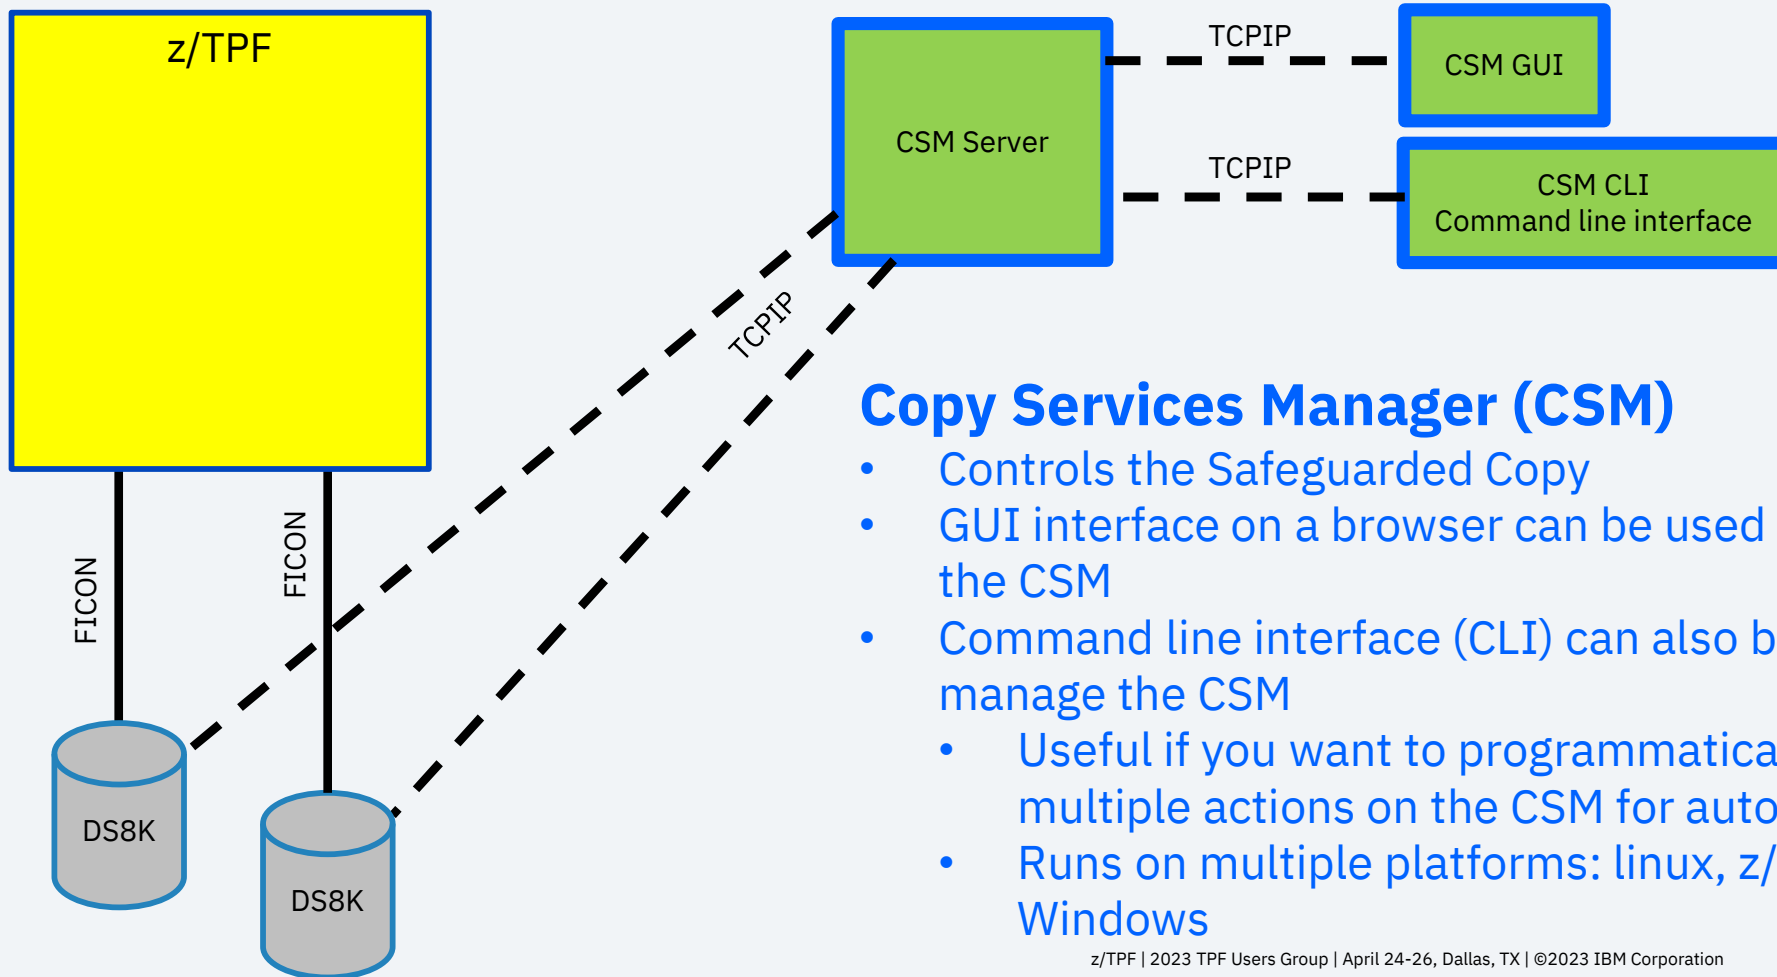 z/TPF
CSM Server
TCPIP
CSM GUI
TCPIP
CSM CLI
Command line interface
TCPIP
FICON
FICON
DS8K
DS8K
Copy Services Manager (CSM)
• Controls the Safeguarded Copy
• GUI interface on a browser can be used
the CSM
• Command line interface (CLI) can also b
manage the CSM
• Useful if you want to programmatica
multiple actions on the CSM for auto
• Runs on multiple platforms: linux, z/
Windows
z/TPF | 2023 TPF Users Group | April 24-26, Dallas, TX | ©2023 IBM Corporation